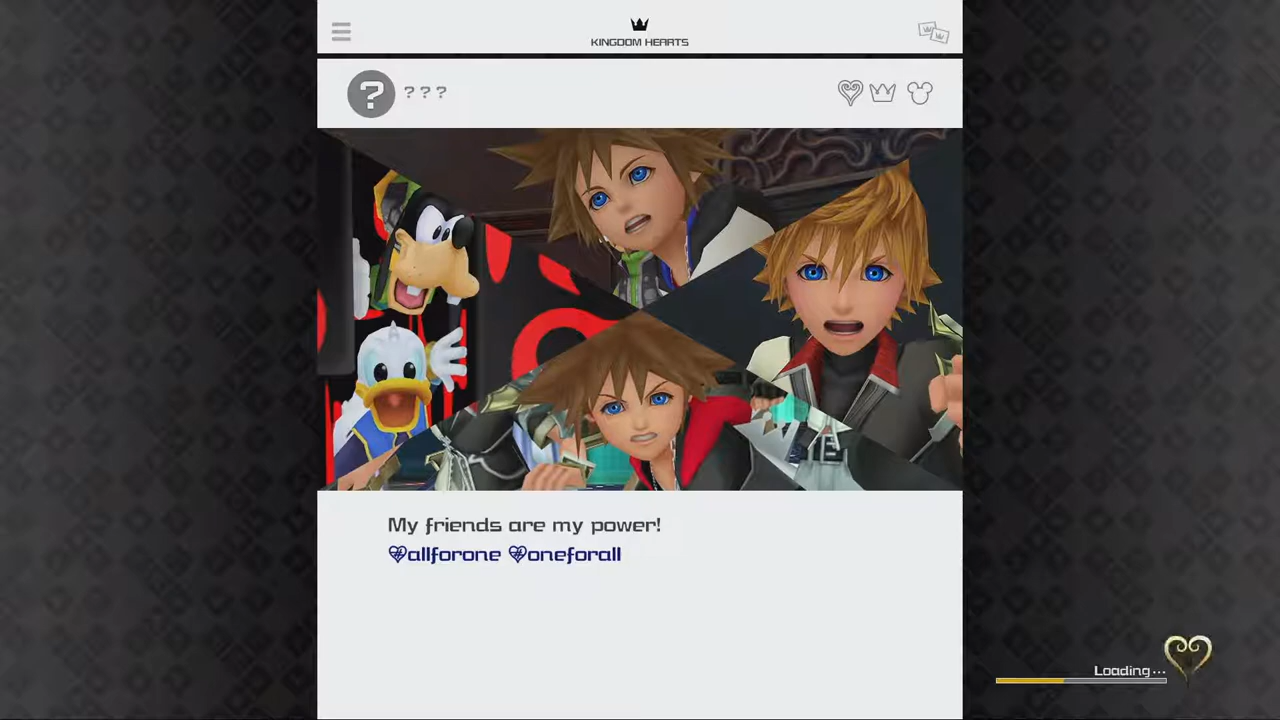 KINGDOM HEARTS
?
? ? ?
My friends are my power!
allforone oneforall
Loading...